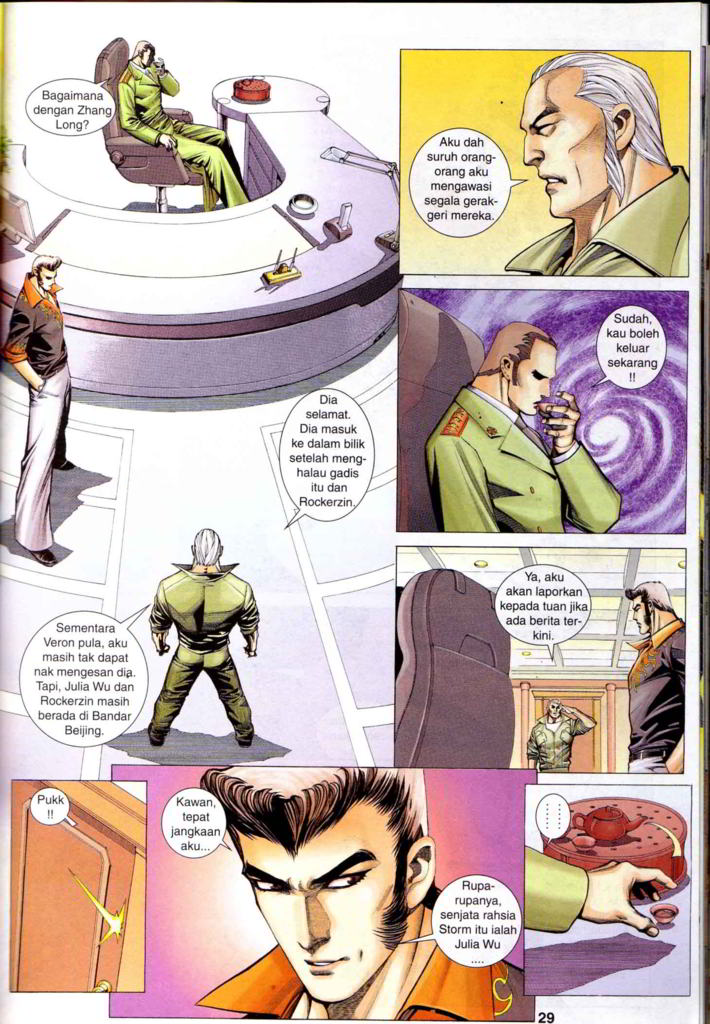 Bagaimana
dengan Zhang
Long?
Aku dah
suruh orang-
orang aku
mengawasi
segala gerak-
geri mereka.
Dia
selamat.
Dia masuk
ke dalam bilik
setelah meng-
halau gadis
itu dan
Rockerzin.
Sementara
Veron pula, aku
masih tak dapat
nak mengesan dia.
Tapi, Julia Wu dan
Rockerzin masih
berada di Bandar
Beijing.
Sudah,
kau boleh
keluar
sekarang
!!
Ya, aku
akan laporkan
kepada tuan jika
ada berita ter-
kini.
Pukk
!!
Kawan,
tepat
jangkaan
aku...
Rupa-
rupanya,
senjata rahsia
Storm itu ialah
Julia Wu
....
......
29